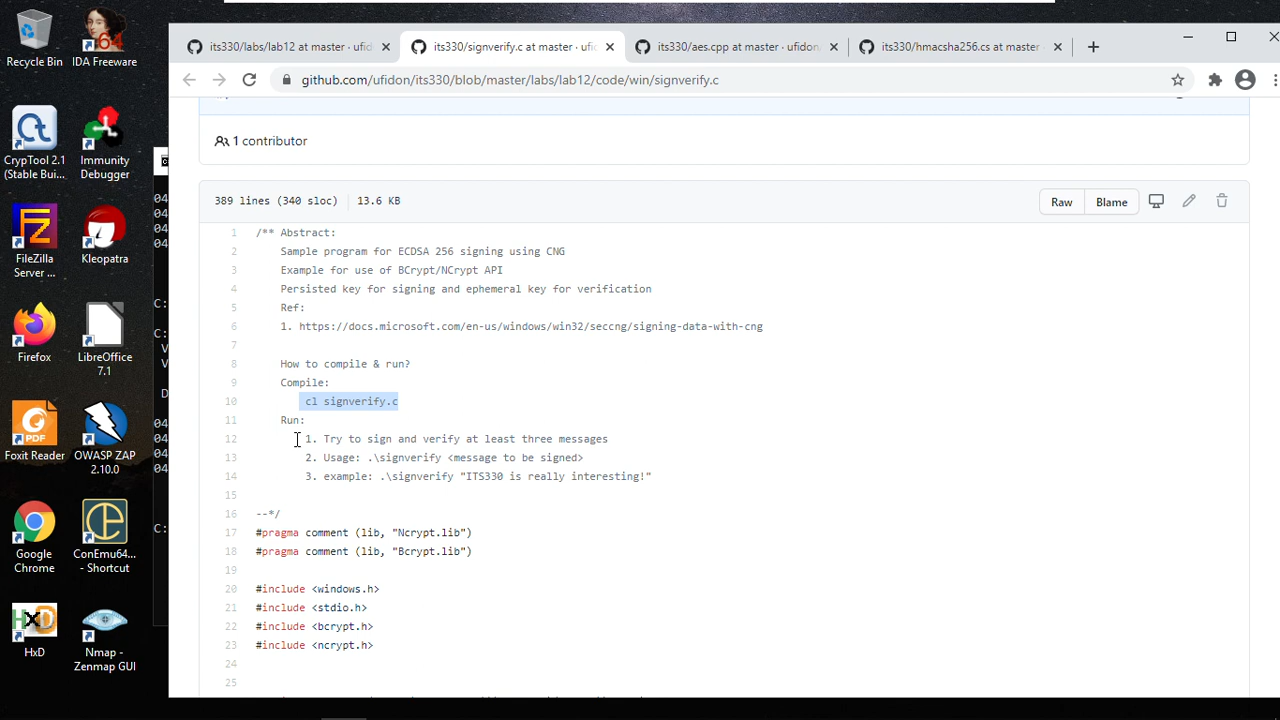 Recycle Bin
IDA Freeware
CrypTool 2.1
(Stable Bui...
Immunity
Debugger
FileZilla
Server ...
Kleopatra
Firefox
LibreOffice
7.1
Foxit Reader
OWASP ZAP
2.10.0
Google
Chrome
ConEmu64...
- Shortcut
HxD
Nmap -
Zenmap GUI
04
04
04
04
C:
C:
V
V
D
04
04
04
04
C:
its330/labs/lab12 at master · ufid
its330/signverify.c at master · ufi
its330/aes.cpp at master · ufidon
its330/hmacsha256.cs at master
github.com/ufidon/its330/blob/master/labs/lab12/code/win/signverify.c
1 contributor
389 lines (340 sloc) 13.6 KB
Raw Blame
1 /** Abstract:
2 Sample program for ECDSA 256 signing using CNG
3 Example for use of BCrypt/NCrypt API
4 Persisted key for signing and ephemeral key for verification
5 Ref:
6 1. https://docs.microsoft.com/en-us/windows/win32/seccng/signing-data-with-cng
7
8 How to compile & run?
9 Compile:
10 cl signverify.c
11 Run:
12 1. Try to sign and verify at least three messages
13 2. Usage: .\signverify <message to be signed>
14 3. example: .\signverify "ITS330 is really interesting!"
15
16 --*/
17 #pragma comment (lib, "Ncrypt.lib")
18 #pragma comment (lib, "Bcrypt.lib")
19
20 #include <windows.h>
21 #include <stdio.h>
22 #include <bcrypt.h>
23 #include <ncrypt.h>
24
25